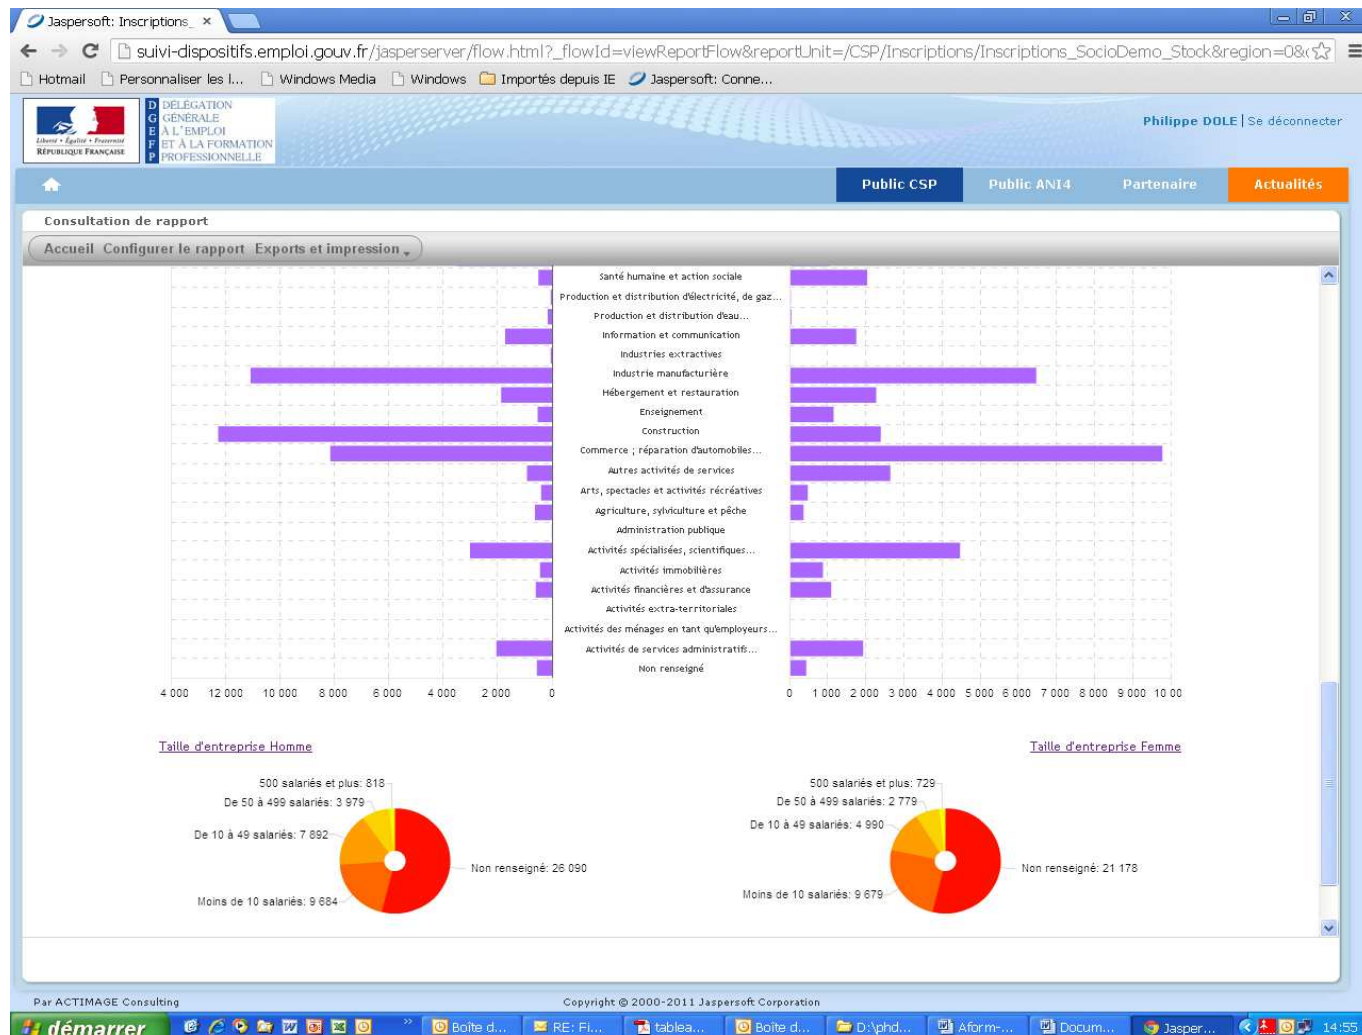 Jaspersoft: Inscriptions_
suivi-dispositifs.emploi.gouv.fr/jasperserver/flow.html?_flowId=viewReportFlow&reportUnit=/CSP/Inscriptions/Inscriptions_SocioDemo_Stock&region=0&
Hotmail Personnaliser les l... Windows Media Windows Importés depuis IE Jaspersoft: Conne...
Liberté • Égalité • Fraternité
RÉPUBLIQUE FRANÇAISE
D DÉLÉGATION
G GÉNÉRALE
E À L'EMPLOI
F ET À LA FORMATION
P PROFESSIONNELLE
Philippe DOLE | Se déconnecter
Public CSP Public ANI4 Partenaire Actualités
Consultation de rapport
Accueil Configurer le rapport Exports et impression
Santé humaine et action sociale
Production et distribution d'électricité, de gaz...
Production et distribution d'eau...
Information et communication
Industries extractives
Industrie manufacturière
Hébergement et restauration
Enseignement
Construction
Commerce ; réparation d'automobiles...
Autres activités de services
Arts, spectacles et activités récréatives
Agriculture, sylviculture et pêche
Administration publique
Activités spécialisées, scientifiques...
Activités immobilières
Activités financières et d'assurance
Activités extra-territoriales
Activités des ménages en tant qu'employeurs...
Activités de services administratifs...
Non renseigné
4 000 12 000 10 000 8 000 6 000 4 000 2 000 0 0 1 000 2 000 3 000 4 000 5 000 6 000 7 000 8 000 9 000 10 00
Taille d'entreprise Homme
Taille d'entreprise Femme
500 salariés et plus: 818
De 50 à 499 salariés: 3 979
De 10 à 49 salariés: 7 892
Non renseigné: 26 090
Moins de 10 salariés: 9 684
500 salariés et plus: 729
De 50 à 499 salariés: 2 779
De 10 à 49 salariés: 4 990
Non renseigné: 21 178
Moins de 10 salariés: 9 679
Par ACTIMAGE Consulting
Copyright © 2000-2011 Jaspersoft Corporation
démarrer Boîte d... RE: Fi... tablea... Boîte d... D:\phd... Aform-... Docum... Jasper... 14:55